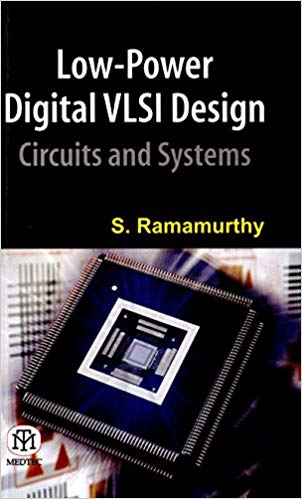 Low-Power
Digital VLSI Design
Circuits and Systems
S. Ramamurthy
MEDTEC